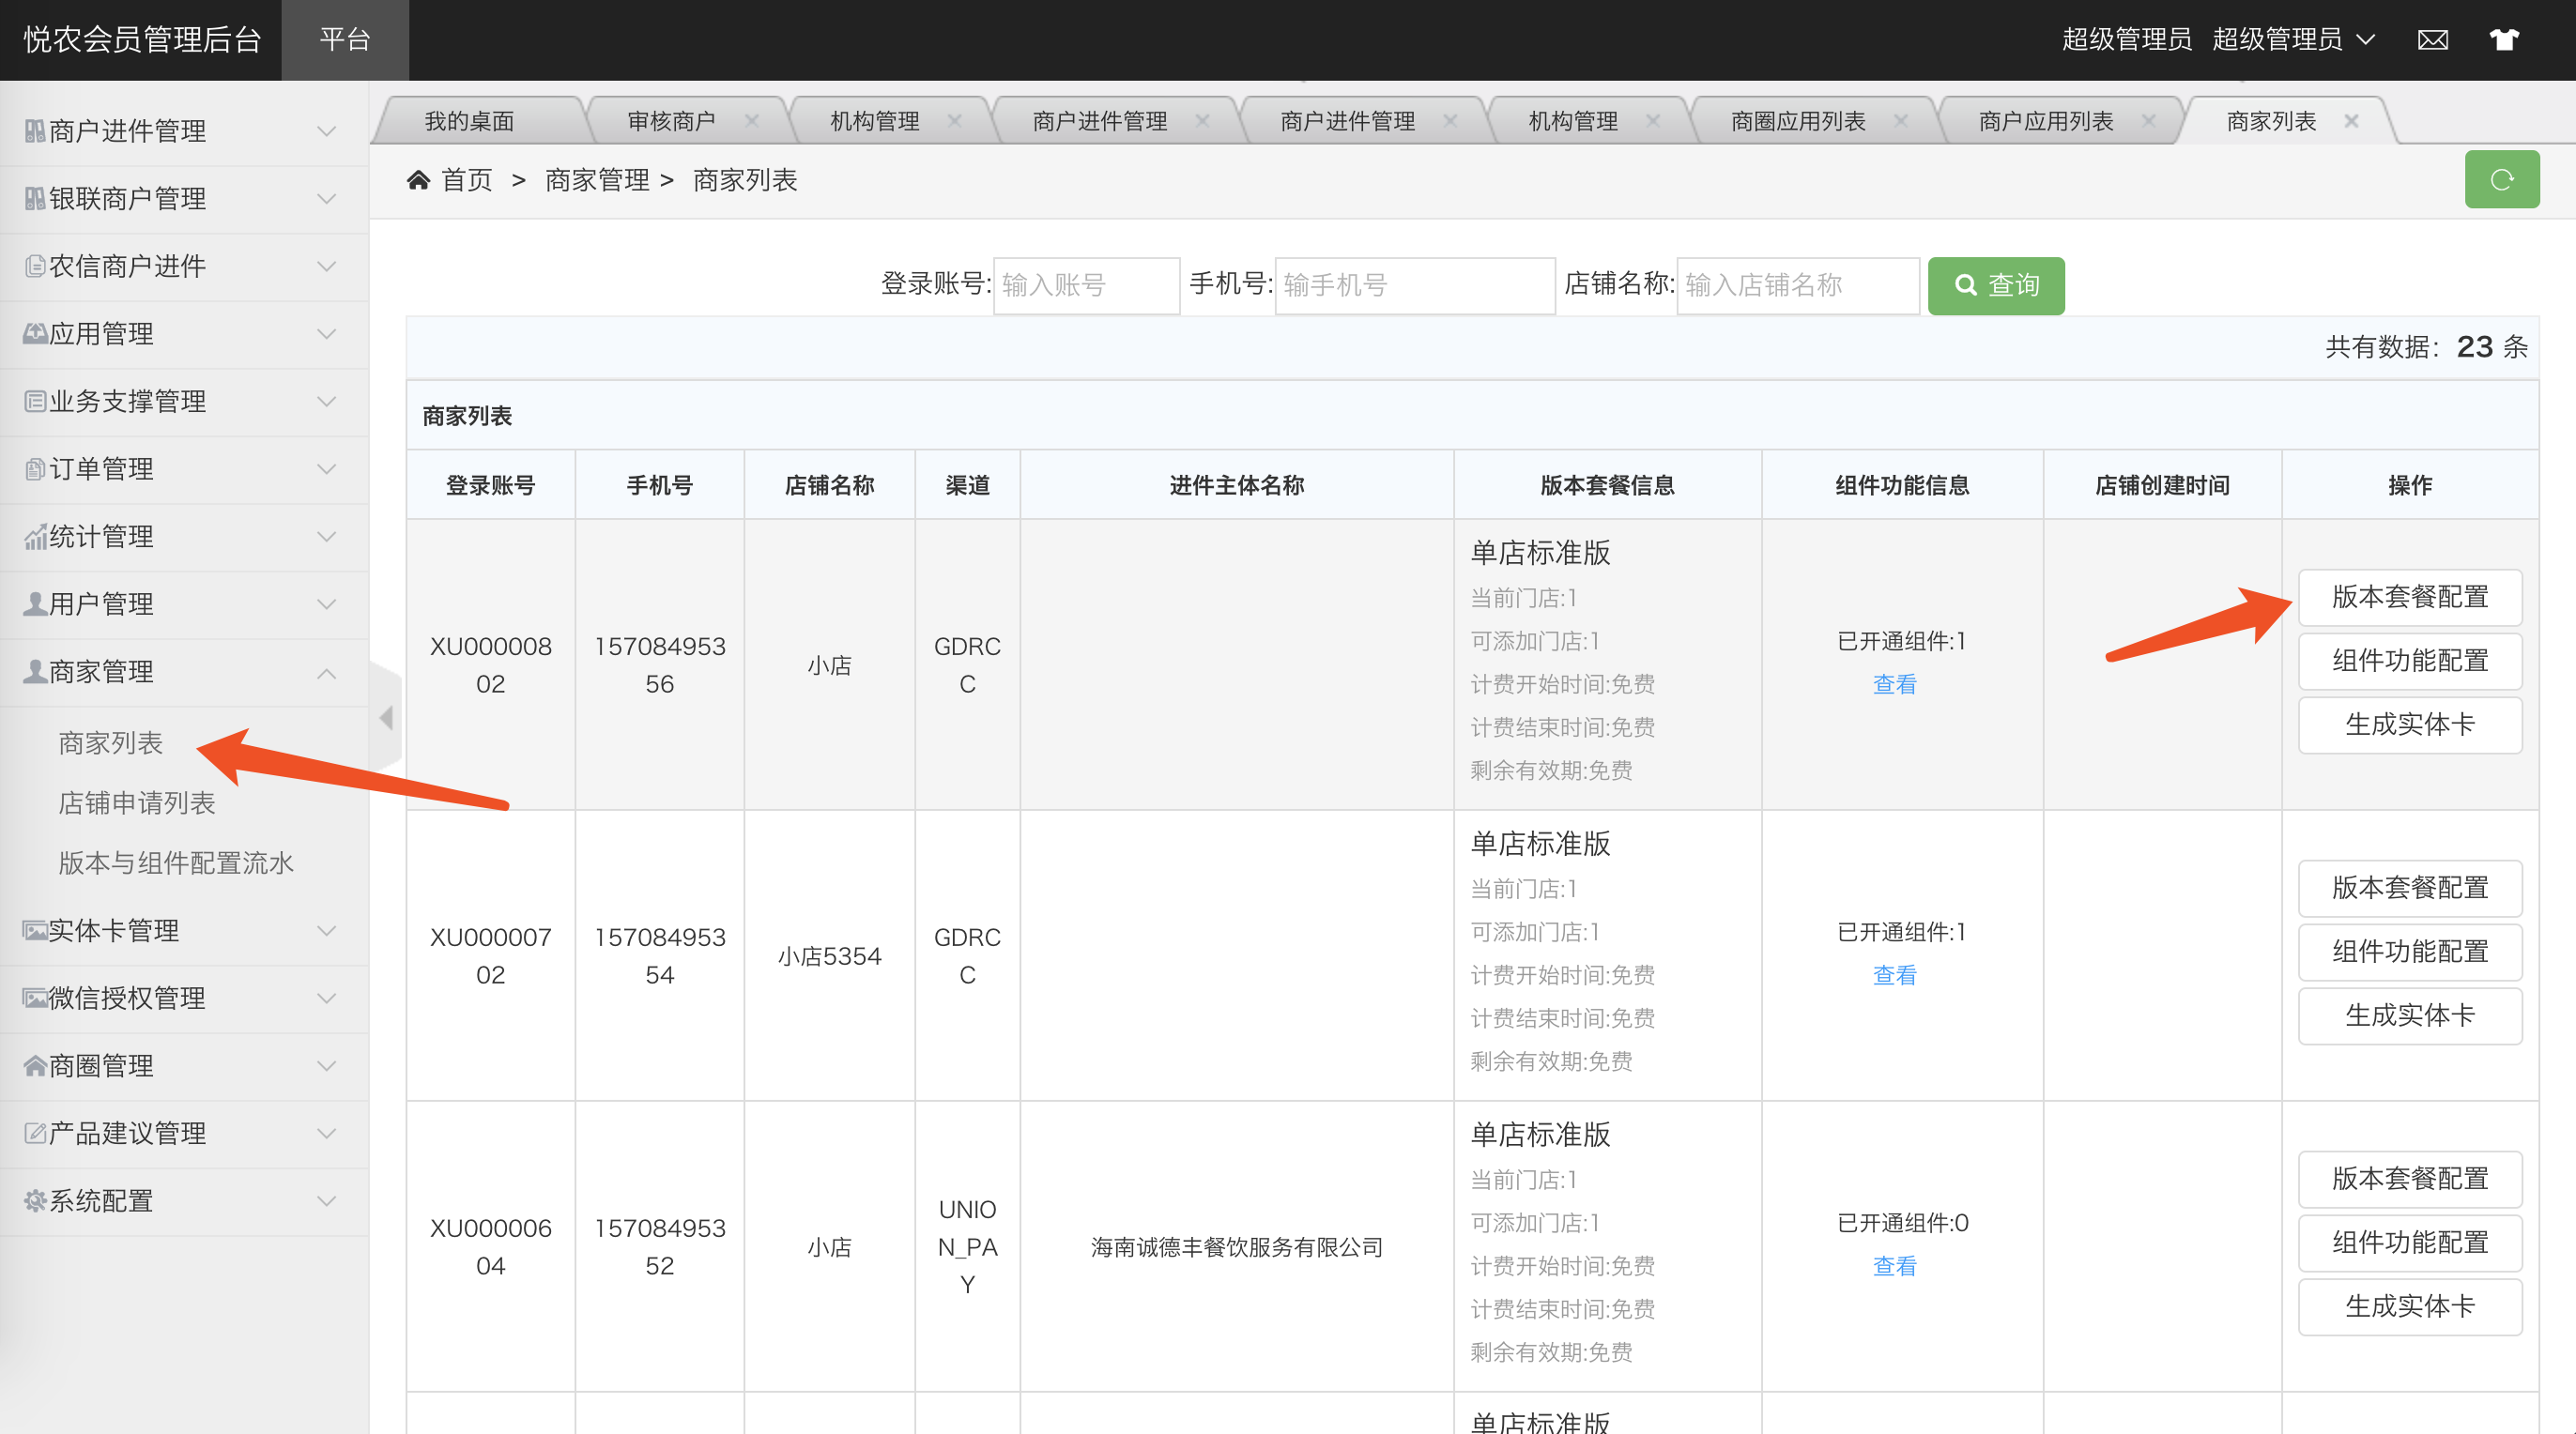 悦农会员管理后台 平台 超级管理员 超级管理员
商户进件管理
银联商户管理
农信商户进件
应用管理
业务支撑管理
订单管理
统计管理
用户管理
商家管理
商家列表
店铺申请列表
版本与组件配置流水
实体卡管理
微信授权管理
商圈管理
产品建议管理
系统配置
我的桌面 审核商户 机构管理 商户进件管理 商户进件管理 机构管理 商圈应用列表 商户应用列表 商家列表
首页 > 商家管理 > 商家列表
登录账号: 输入账号 手机号: 输手机号 店铺名称: 输入店铺名称 查询
共有数据：23 条
商家列表
登录账号 手机号 店铺名称 渠道 进件主体名称 版本套餐信息 组件功能信息 店铺创建时间 操作
XU000008
02
157084953
56
小店
GDRC
C
单店标准版
当前门店:1
可添加门店:1
计费开始时间:免费
计费结束时间:免费
剩余有效期:免费
已开通组件:1
查看
版本套餐配置
组件功能配置
生成实体卡
XU000007
02
157084953
54
小店5354
GDRC
C
单店标准版
当前门店:1
可添加门店:1
计费开始时间:免费
计费结束时间:免费
剩余有效期:免费
已开通组件:1
查看
版本套餐配置
组件功能配置
生成实体卡
XU000006
04
157084953
52
小店
UNIO
N_PA
Y
海南诚德丰餐饮服务有限公司
单店标准版
当前门店:1
可添加门店:1
计费开始时间:免费
计费结束时间:免费
剩余有效期:免费
已开通组件:0
查看
版本套餐配置
组件功能配置
生成实体卡
单店标准版